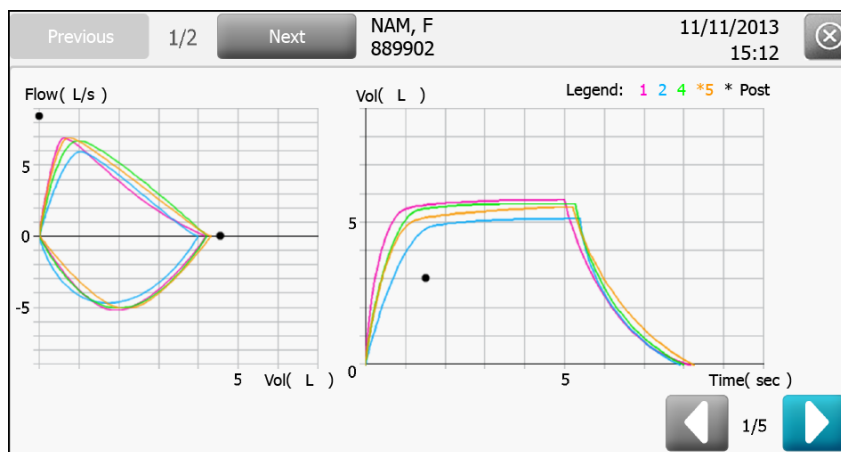 Previous 1/2 Next NAM, F 11/11/2013
889902 15:12
Flow( L/s ) Vol( L ) Legend: 1 2 4 *5 * Post
5
5
0
-5
0
5 Vol( L ) 5 Time( sec )
1/5